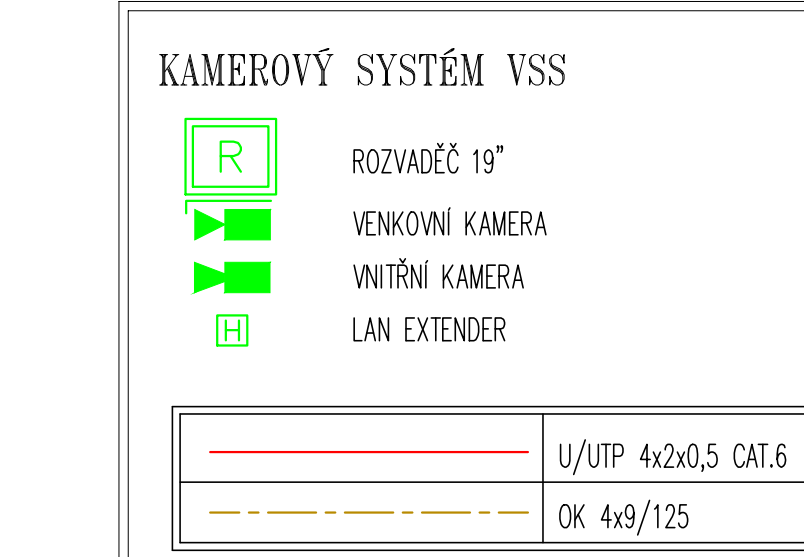 KAMEROVÝ SYSTÉM VSS
R
ROZVADĚČ 19”
VENKOVNÍ KAMERA
VNITŘNÍ KAMERA
H
LAN EXTENDER
U/UTP 4x2x0,5 CAT.6
OK 4x9/125